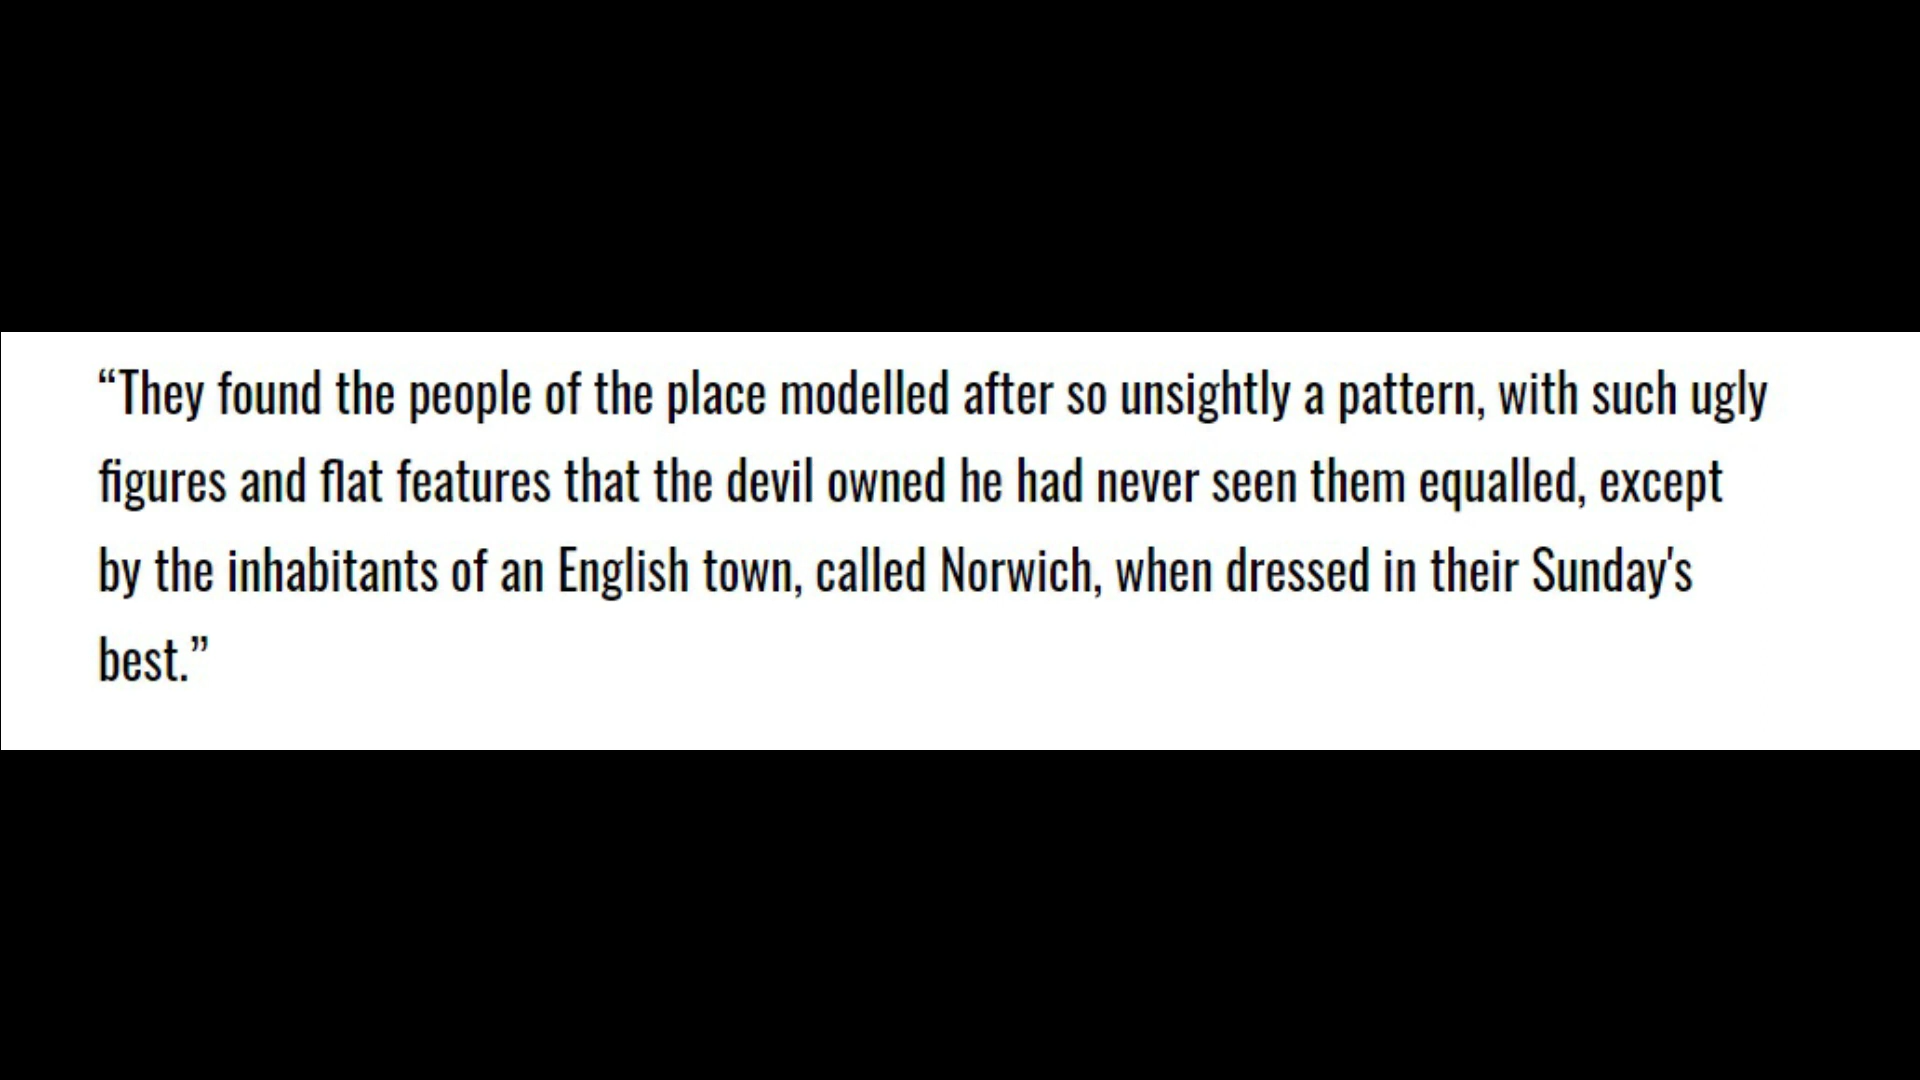 “They found the people of the place modelled after so unsightly a pattern, with such ugly
figures and flat features that the devil owned he had never seen them equalled, except
by the inhabitants of an English town, called Norwich, when dressed in their Sunday's
best.”